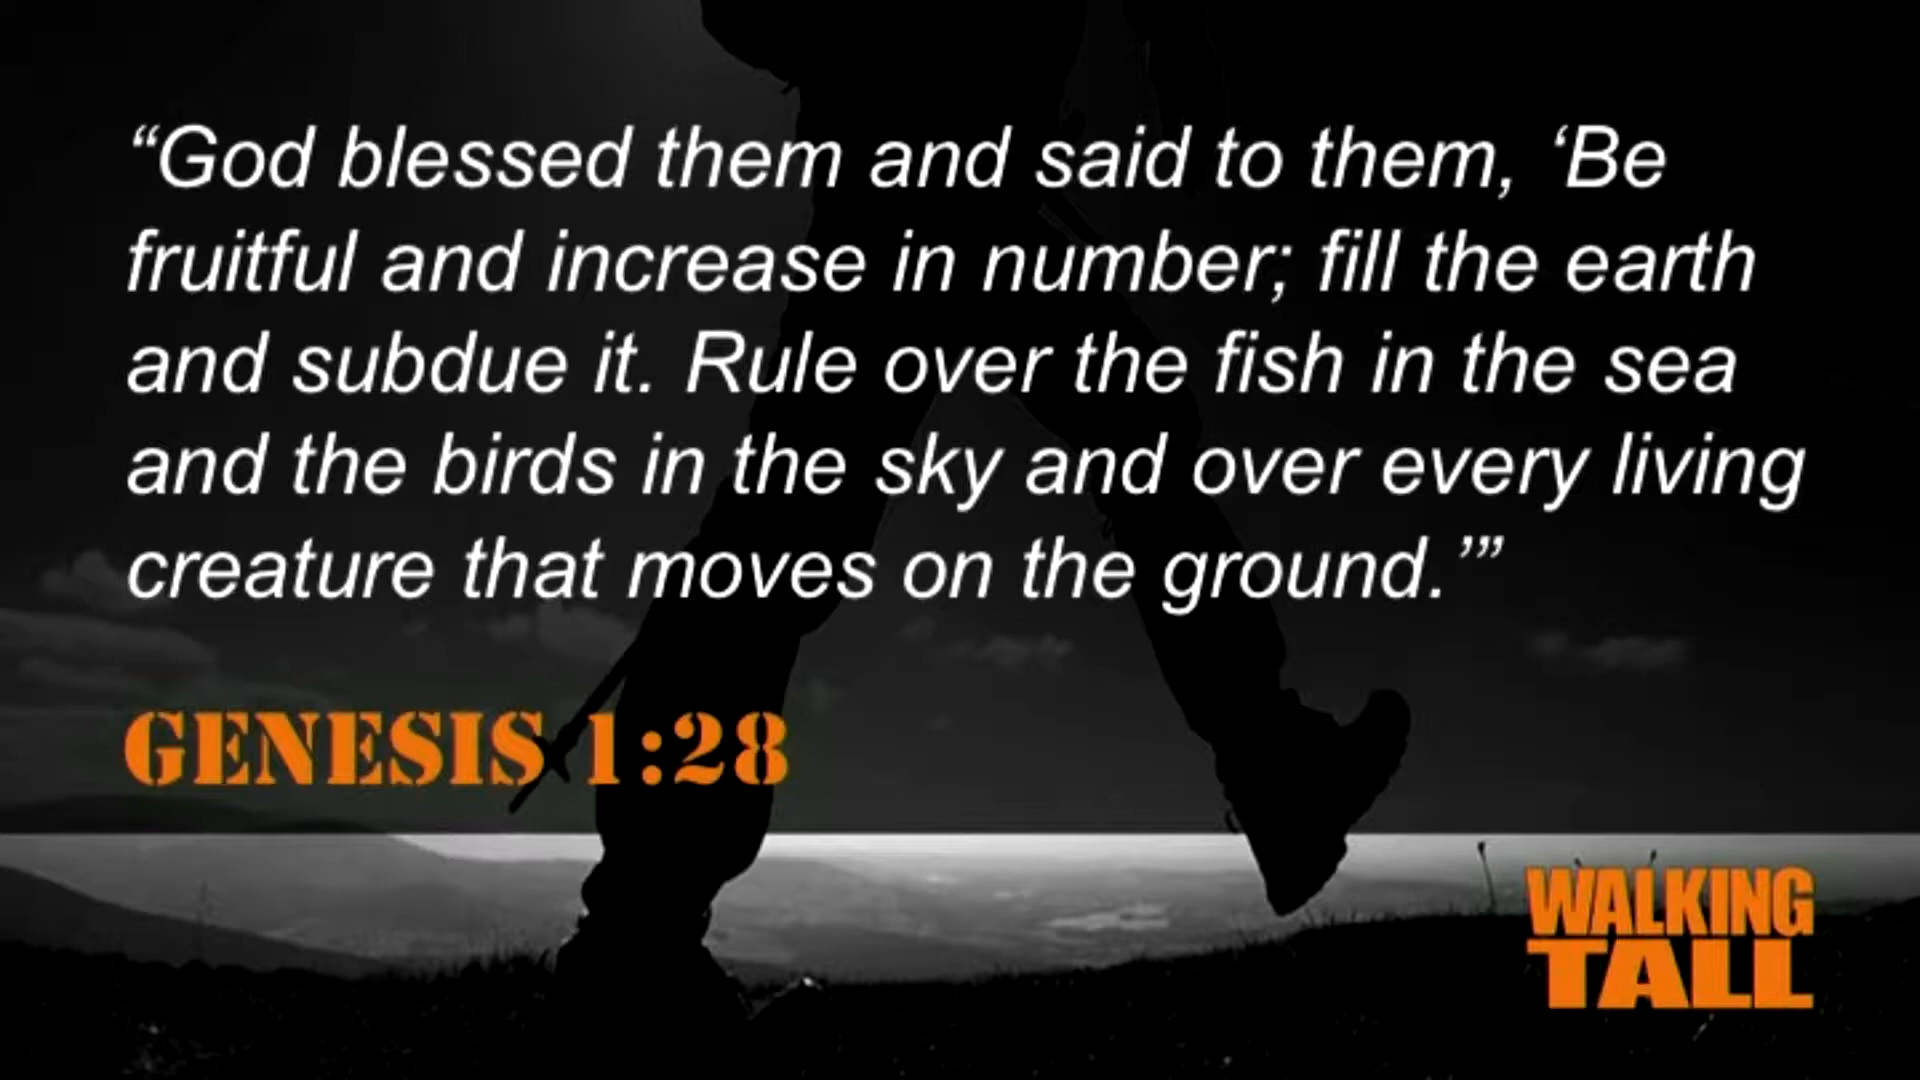 “God blessed them and said to them, ‘Be
fruitful and increase in number; fill the earth
and subdue it. Rule over the fish in the sea
and the birds in the sky and over every living
creature that moves on the ground.’”
GENESIS 1:28
WALKING
TALL